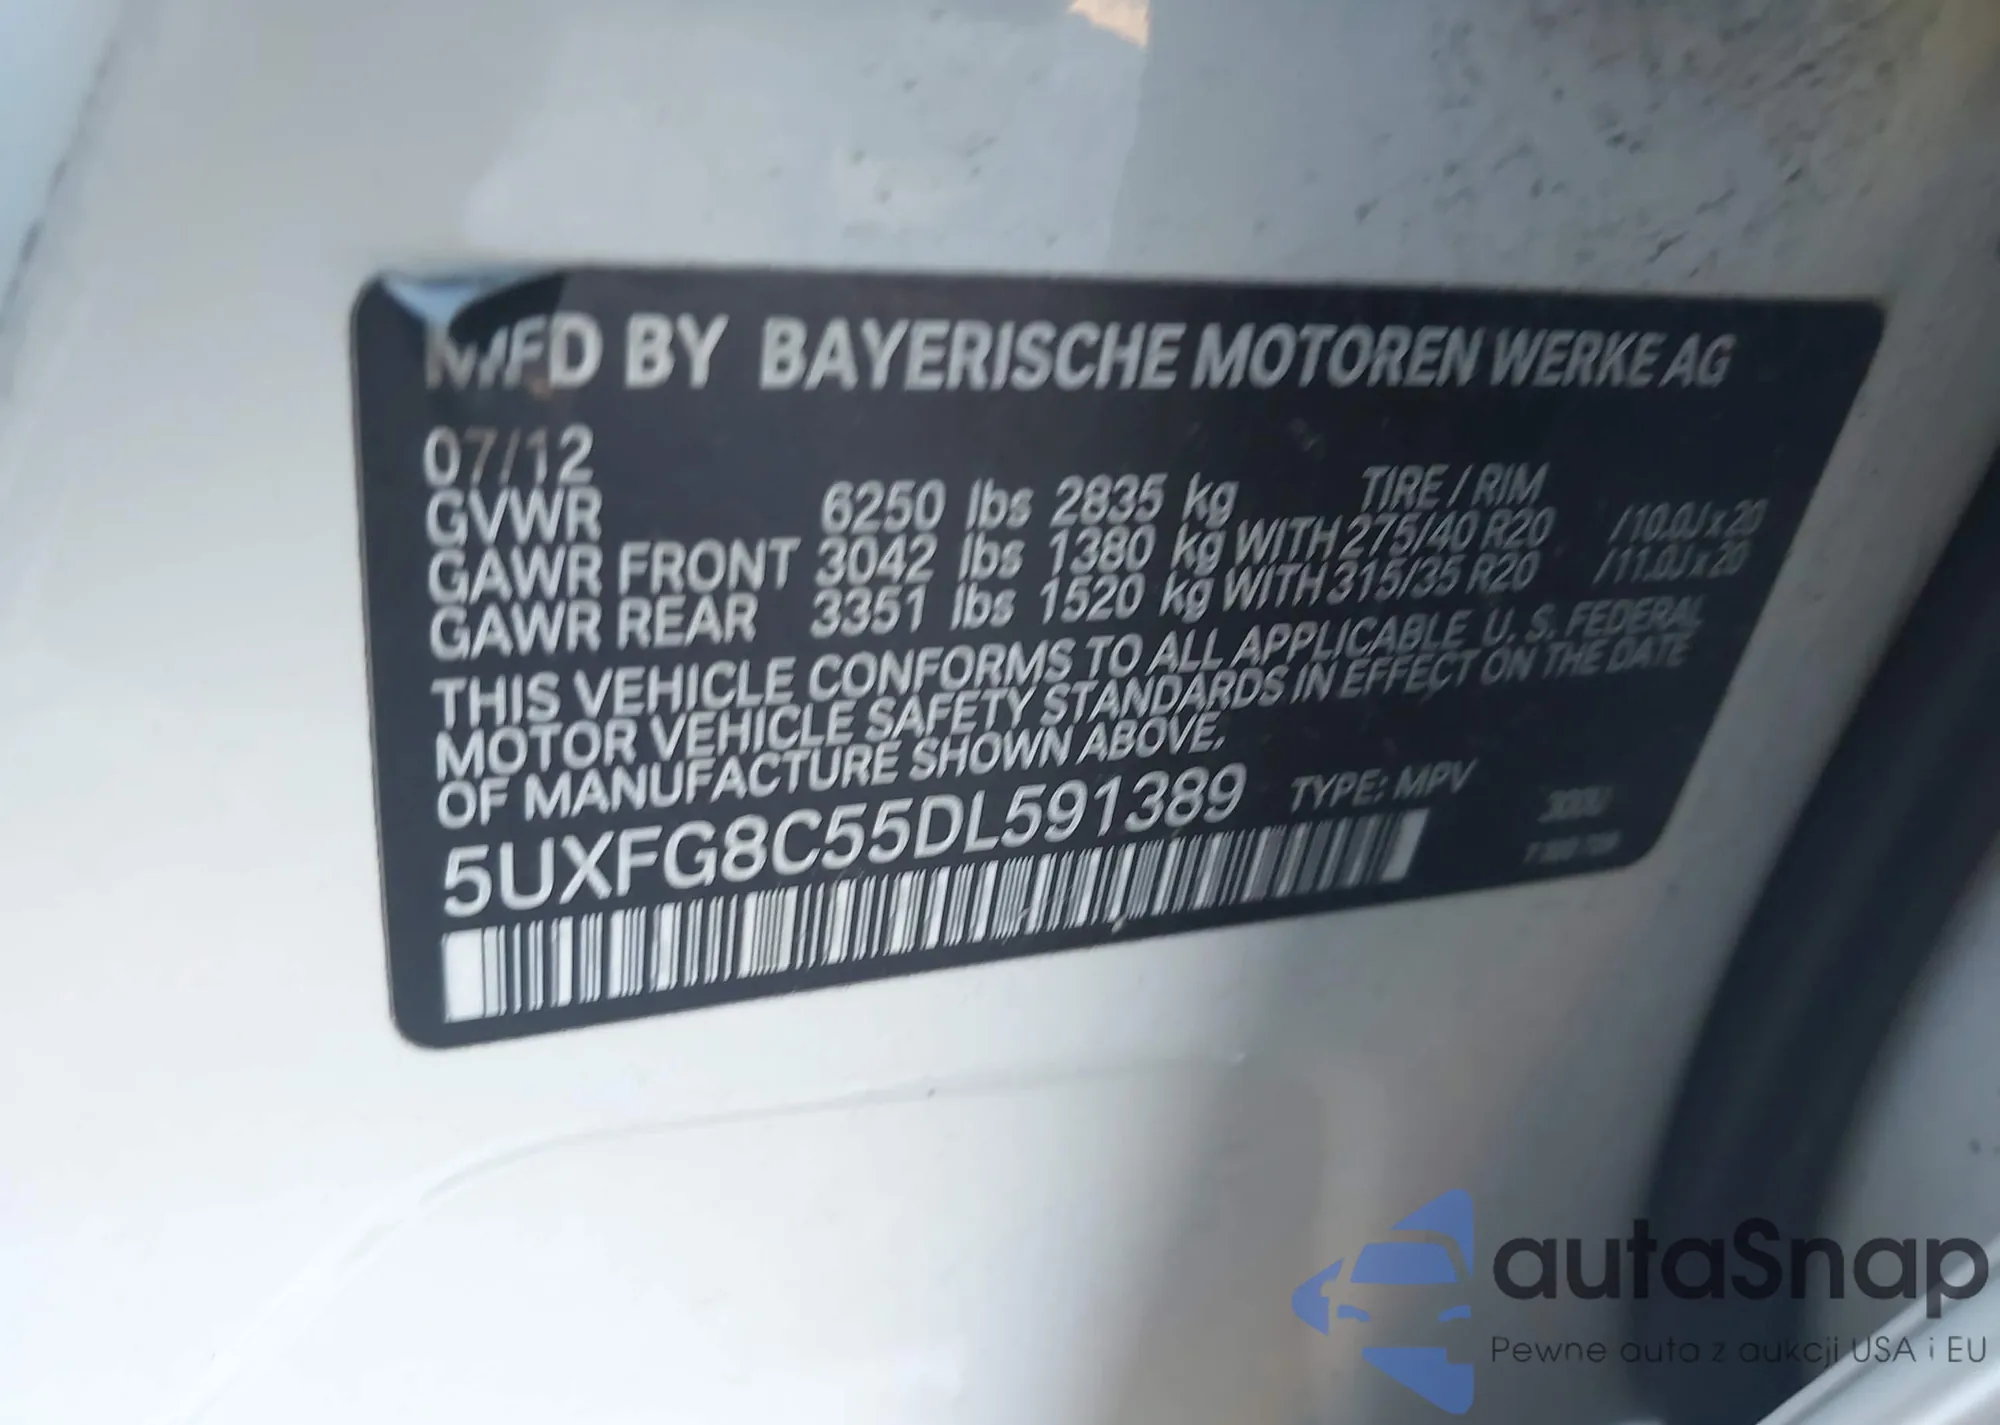 MFD BY BAYERISCHE MOTOREN WERKE AG
07/12
GVWR 6250 lbs 2835 kg TIRE / RIM
GAWR FRONT 3042 lbs 1380 kg WITH 275/40 R20 /10.0J x 20
GAWR REAR 3351 lbs 1520 kg WITH 315/35 R20 /11.0J x 20
THIS VEHICLE CONFORMS TO ALL APPLICABLE U. S. FEDERAL
MOTOR VEHICLE SAFETY STANDARDS IN EFFECT ON THE DATE
OF MANUFACTURE SHOWN ABOVE.
5UXFG8C55DL591389 TYPE: MPV
autaSnap
Pewne auta z aukcji USA i EU